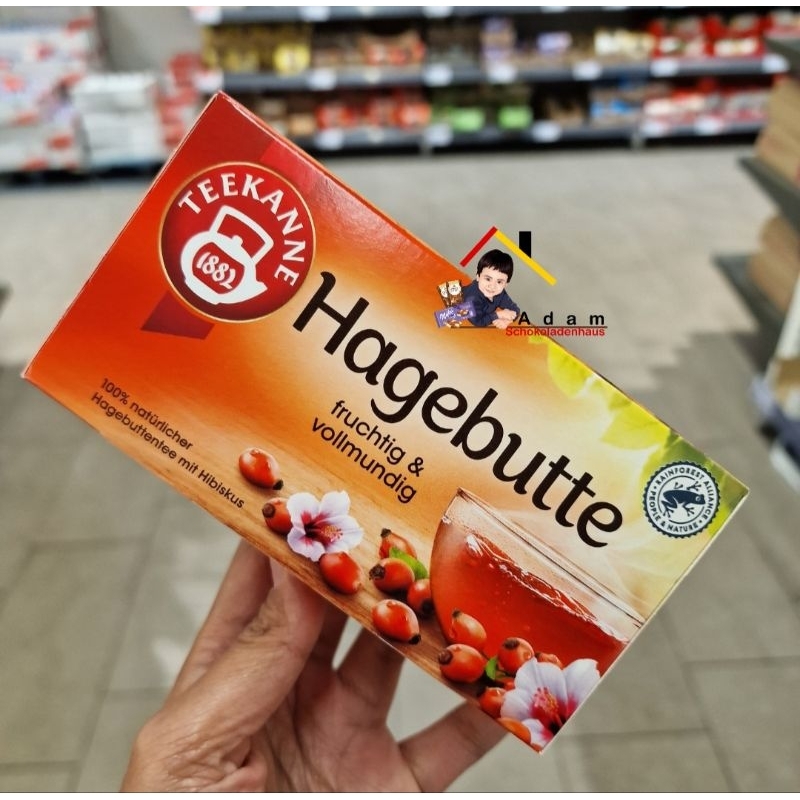 TEEKANNE
1882
Hagebutte
fruchtig &
vollmundig
100% natürlicher
Hagebuttentee mit Hibiskus
RAINFOREST ALLIANCE
PEOPLE & NATURE
Adam
Schokoladenhaus